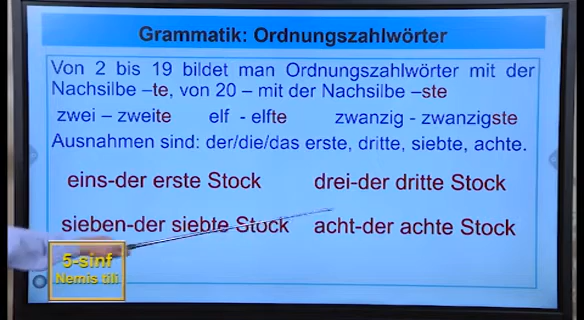 Grammatik: Ordnungszahlwörter
Von 2 bis 19 bildet man Ordnungszahlwörter mit der
Nachsilbe –te, von 20 – mit der Nachsilbe –ste
zwei – zweite elf - elfte zwanzig - zwanzigste
Ausnahmen sind: der/die/das erste, dritte, siebte, achte.
eins-der erste Stock drei-der dritte Stock
sieben-der siebte Stock acht-der achte Stock
5-sinf
Nemis tili